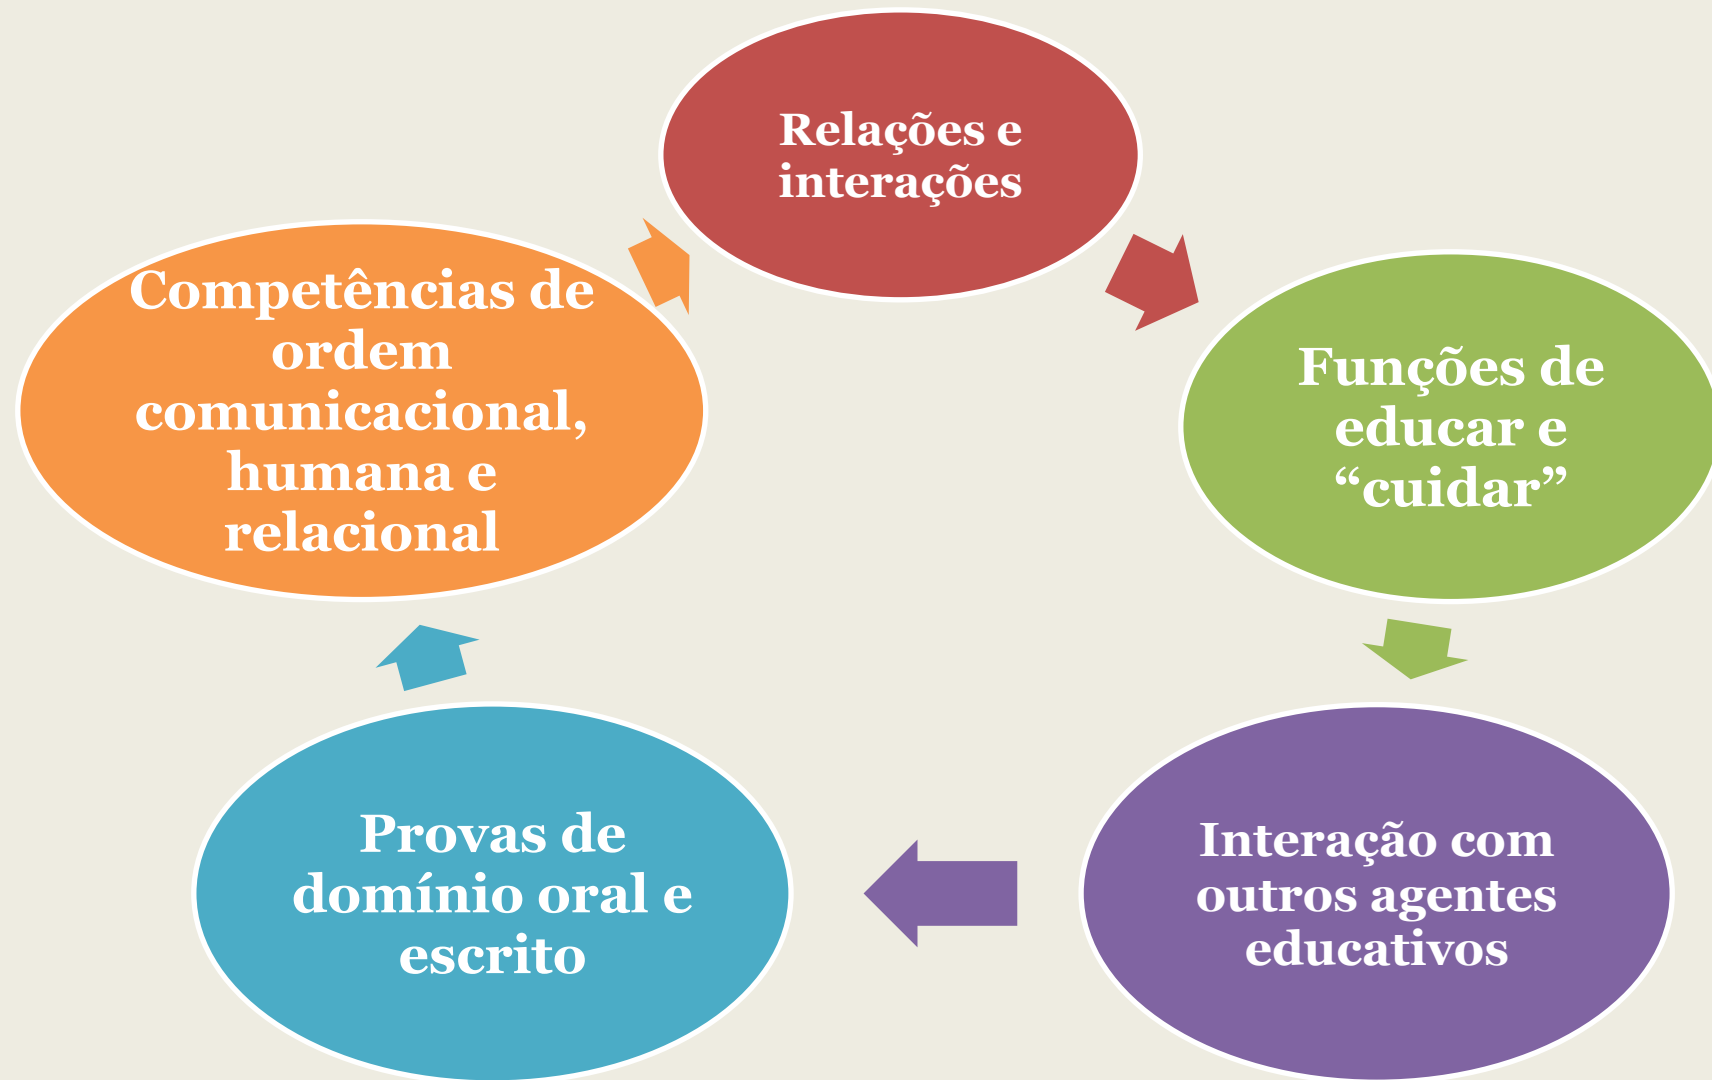 Relações e
interações
Funções de
educar e
“cuidar”
Interação com
outros agentes
educativos
Provas de
domínio oral e
escrito
Competências de
ordem
comunicacional,
humana e
relacional